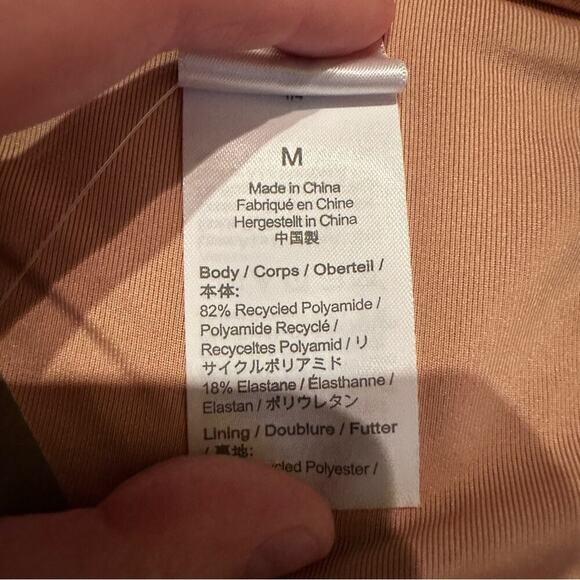 M
Made in China
Fabriqué en Chine
Hergestellt in China
中国製
Body / Corps / Oberteil /
本体:
82% Recycled Polyamide /
Polyamide Recyclé /
Recyceltes Polyamid / リ
サイクルポリアミド
18% Elastane / Élasthanne /
Elastan / ポリウレタン
Lining / Doublure / Futter
/ 裏地:
Polyester /